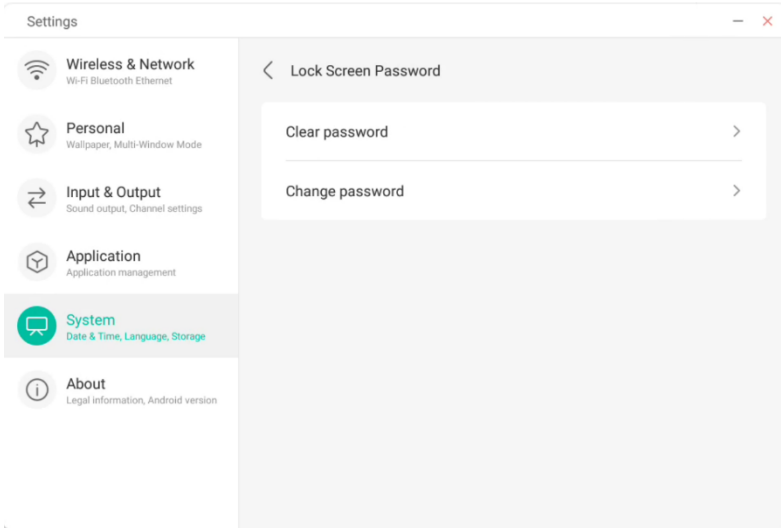 Settings
Wireless & Network
Wi-Fi Bluetooth Ethernet
Personal
Wallpaper, Multi-Window Mode
Input & Output
Sound output, Channel settings
Application
Application management
System
Date & Time, Language, Storage
About
Legal information, Android version
Lock Screen Password
Clear password
Change password